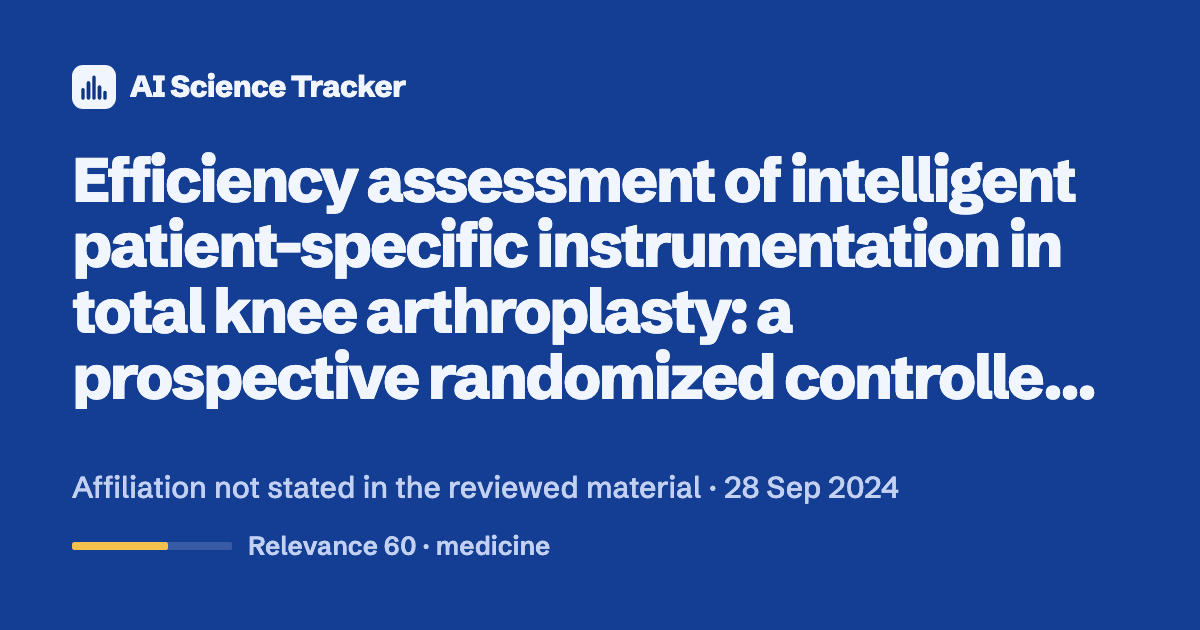 AI Science Tracker
Efficiency assessment of intelligent
patient-specific instrumentation in
total knee arthroplasty: a
prospective randomized controlle...
Affiliation not stated in the reviewed material · 28 Sep 2024
Relevance 60 · medicine